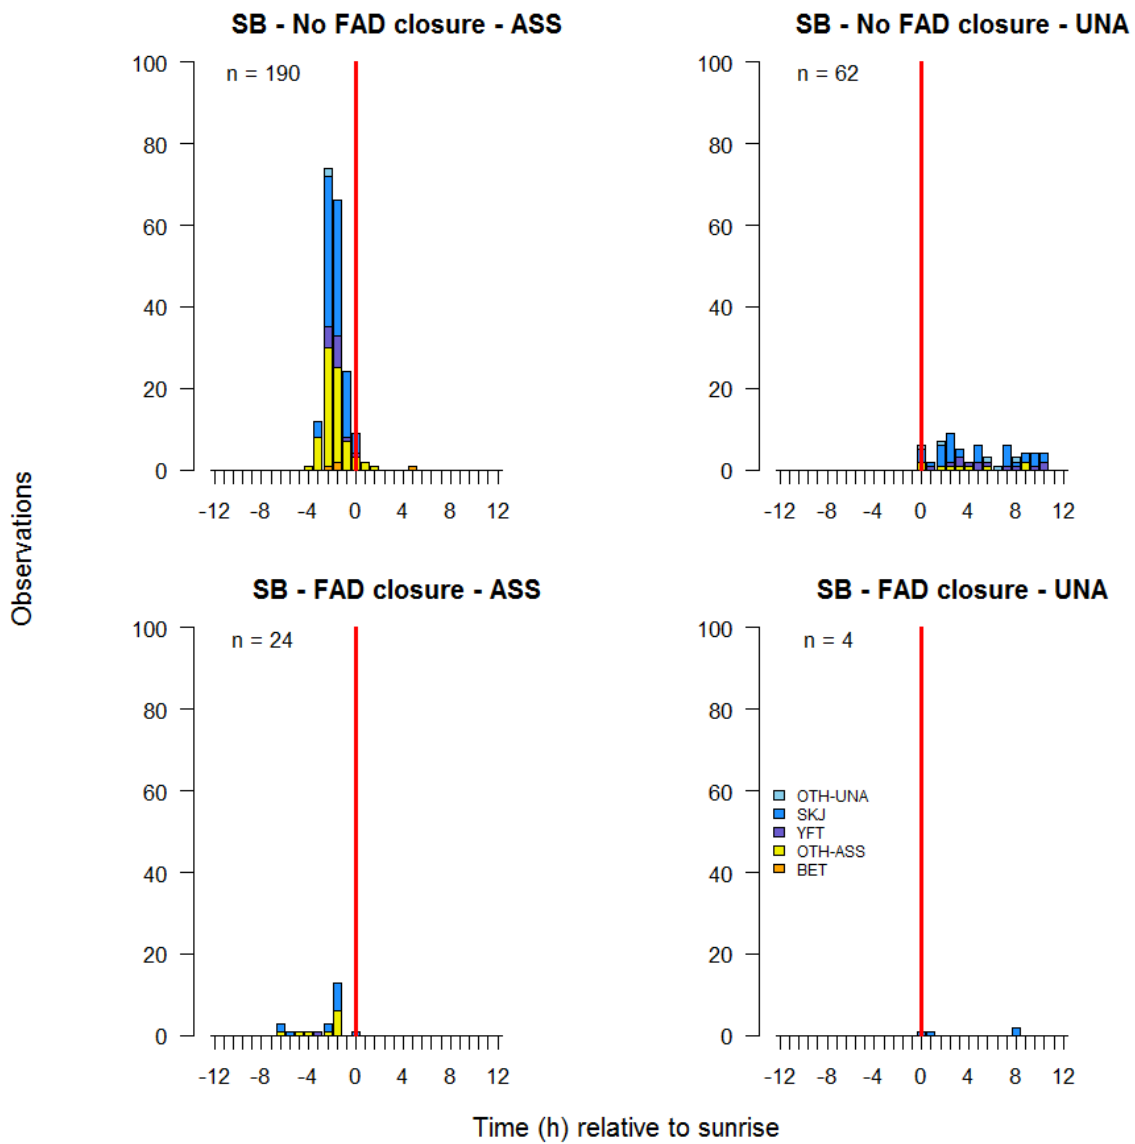 SB - No FAD closure - ASS
n = 190
100
80
60
40
20
0
-12 -8 -4 0 4 8 12
SB - No FAD closure - UNA
n = 62
100
80
60
40
20
0
-12 -8 -4 0 4 8 12
Observations
SB - FAD closure - ASS
n = 24
100
80
60
40
20
0
-12 -8 -4 0 4 8 12
SB - FAD closure - UNA
n = 4
100
80
60
40
20
0
OTH-UNA
SKJ
YFT
OTH-ASS
BET
-12 -8 -4 0 4 8 12
Time (h) relative to sunrise